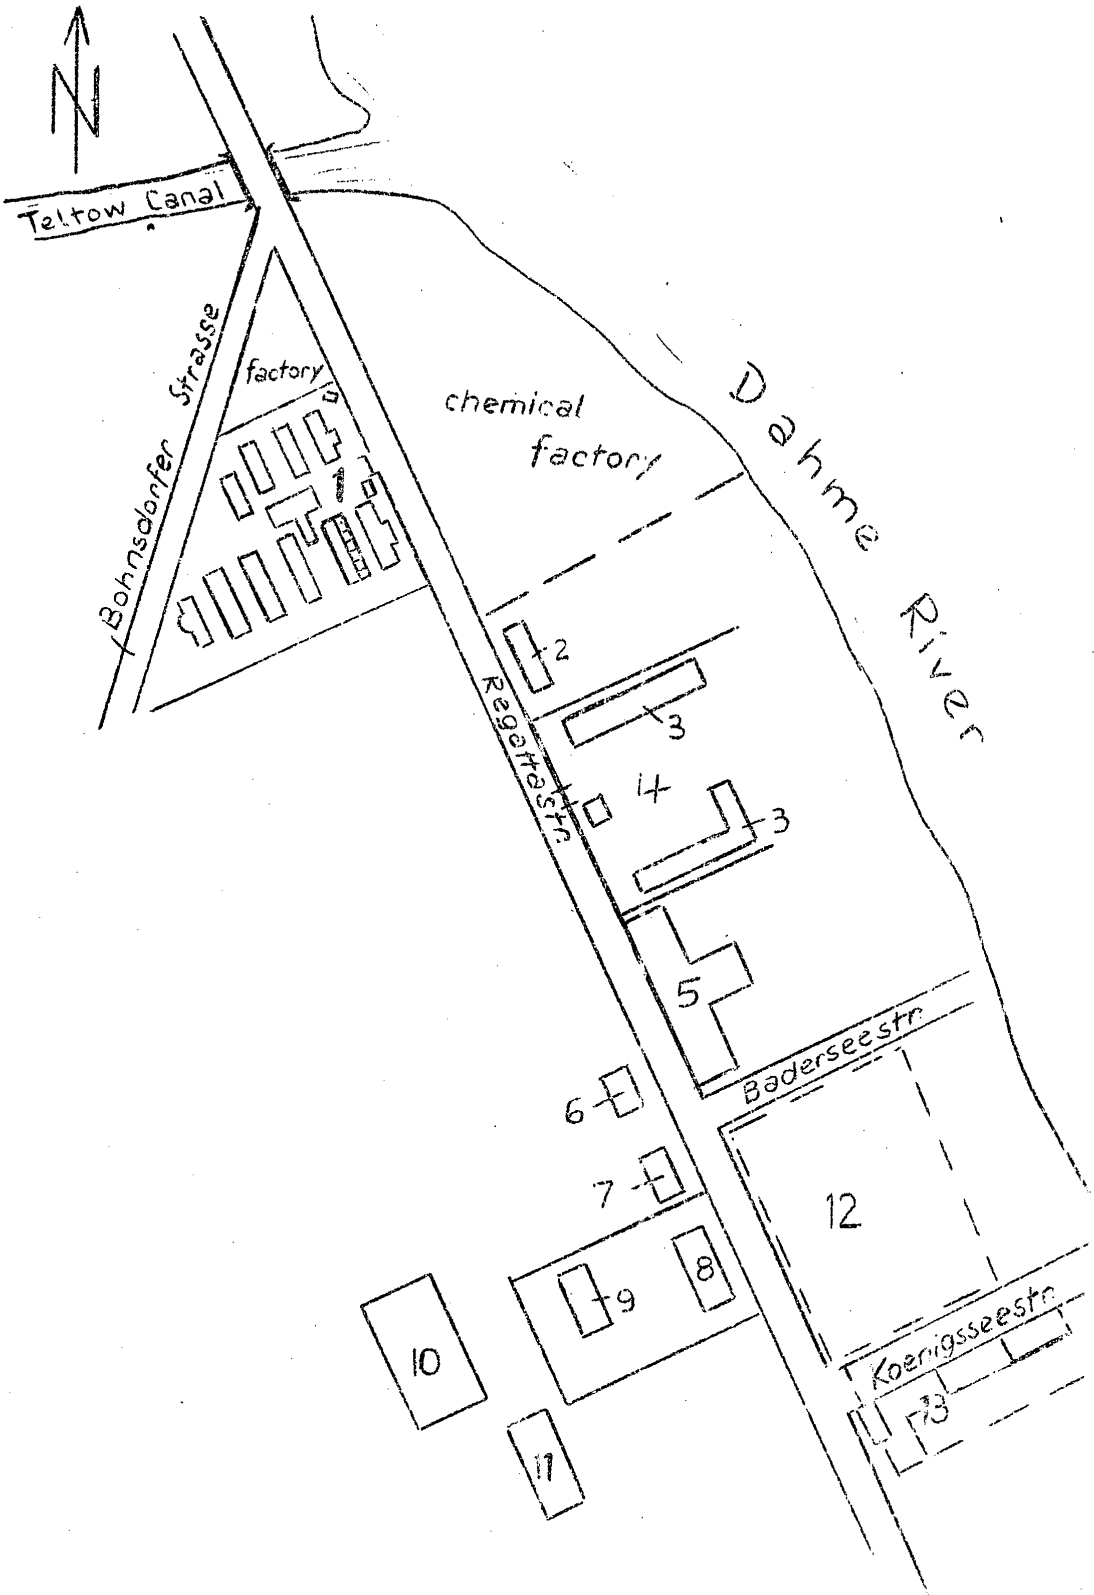 N
Teltow Canal
Bohnsdorfer Strasse
factory
chemical
factory
Dahme River
1
2
3
Regattastr.
4
3
5
Baderseestr.
6
7
12
8
9
10
Koenigsseestr.
13
11